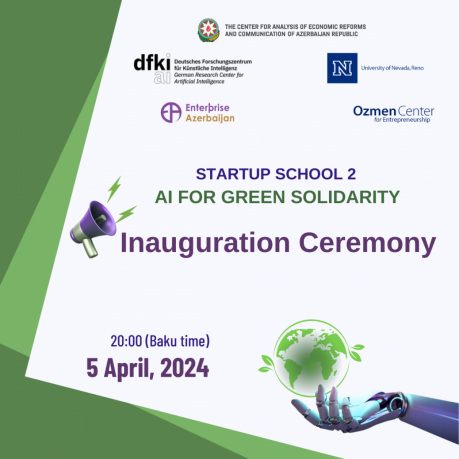 THE CENTER FOR ANALYSIS OF ECONOMIC REFORMS
AND COMMUNICATION OF AZERBAIJAN REPUBLIC
dfki
ai
Deutsches Forschungszentrum
für Künstliche Intelligenz
German Research Center for
Artificial Intelligence
N
University of Nevada, Reno
Enterprise
Azerbaijan
Ozmen Center
for Entrepreneurship
STARTUP SCHOOL 2
AI FOR GREEN SOLIDARITY
Inauguration Ceremony
20:00 (Baku time)
5 April, 2024